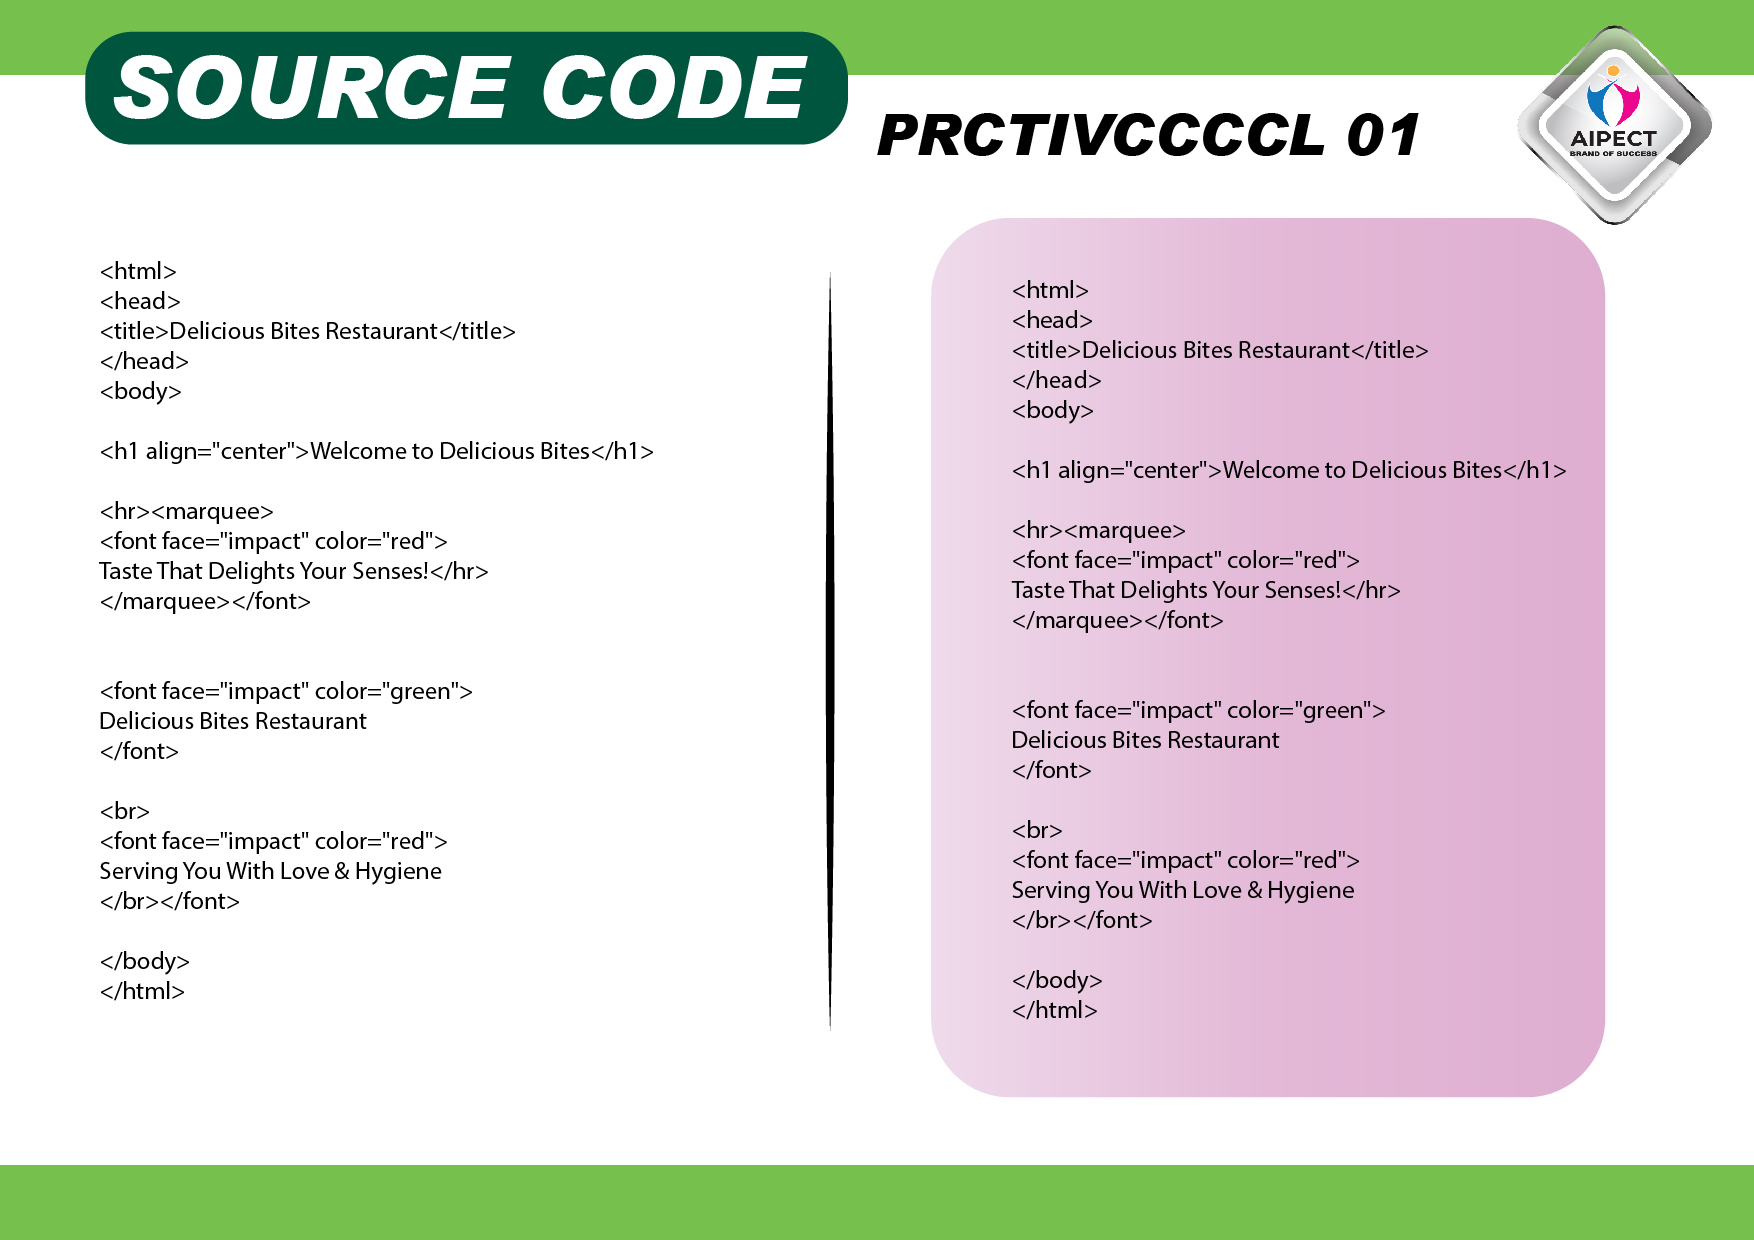 SOURCE CODE
PRCTIVCCCCL 01
AIPECT
BRAND OF SUCCESS
<html>
<head>
<title>Delicious Bites Restaurant</title>
</head>
<body>
<h1 align="center">Welcome to Delicious Bites</h1>
<hr><marquee>
<font face="impact" color="red">
Taste That Delights Your Senses!</hr>
</marquee></font>
<font face="impact" color="green">
Delicious Bites Restaurant
</font>
<br>
<font face="impact" color="red">
Serving You With Love & Hygiene
</br></font>
</body>
</html>
<html>
<head>
<title>Delicious Bites Restaurant</title>
</head>
<body>
<h1 align="center">Welcome to Delicious Bites</h1>
<hr><marquee>
<font face="impact" color="red">
Taste That Delights Your Senses!</hr>
</marquee></font>
<font face="impact" color="green">
Delicious Bites Restaurant
</font>
<br>
<font face="impact" color="red">
Serving You With Love & Hygiene
</br></font>
</body>
</html>